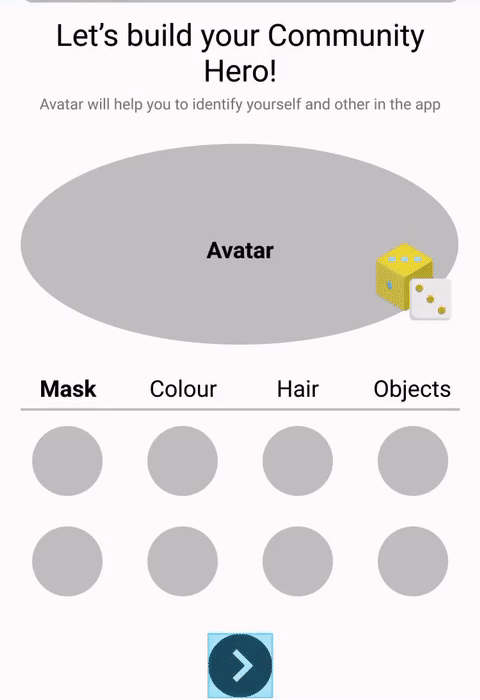 Let’s build your Community
Hero!
Avatar will help you to identify yourself and other in the app
Avatar
Mask Colour Hair Objects